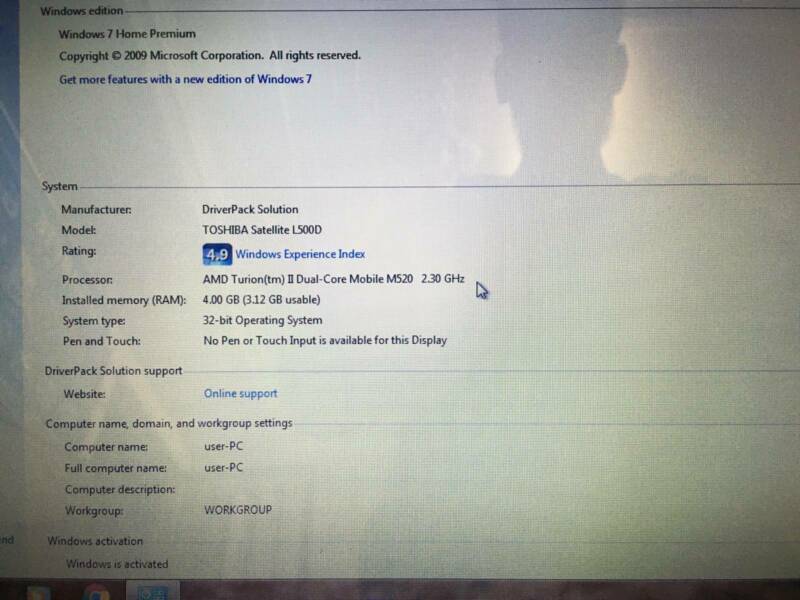 Windows edition
Windows 7 Home Premium
Copyright © 2009 Microsoft Corporation. All rights reserved.
Get more features with a new edition of Windows 7
System
Manufacturer: DriverPack Solution
Model: TOSHIBA Satellite L500D
Rating: 4.9 Windows Experience Index
Processor: AMD Turion(tm) II Dual-Core Mobile M520 2.30 GHz
Installed memory (RAM): 4.00 GB (3.12 GB usable)
System type: 32-bit Operating System
Pen and Touch: No Pen or Touch Input is available for this Display
DriverPack Solution support
Website: Online support
Computer name, domain, and workgroup settings
Computer name: user-PC
Full computer name: user-PC
Computer description:
Workgroup: WORKGROUP
Windows activation
Windows is activated